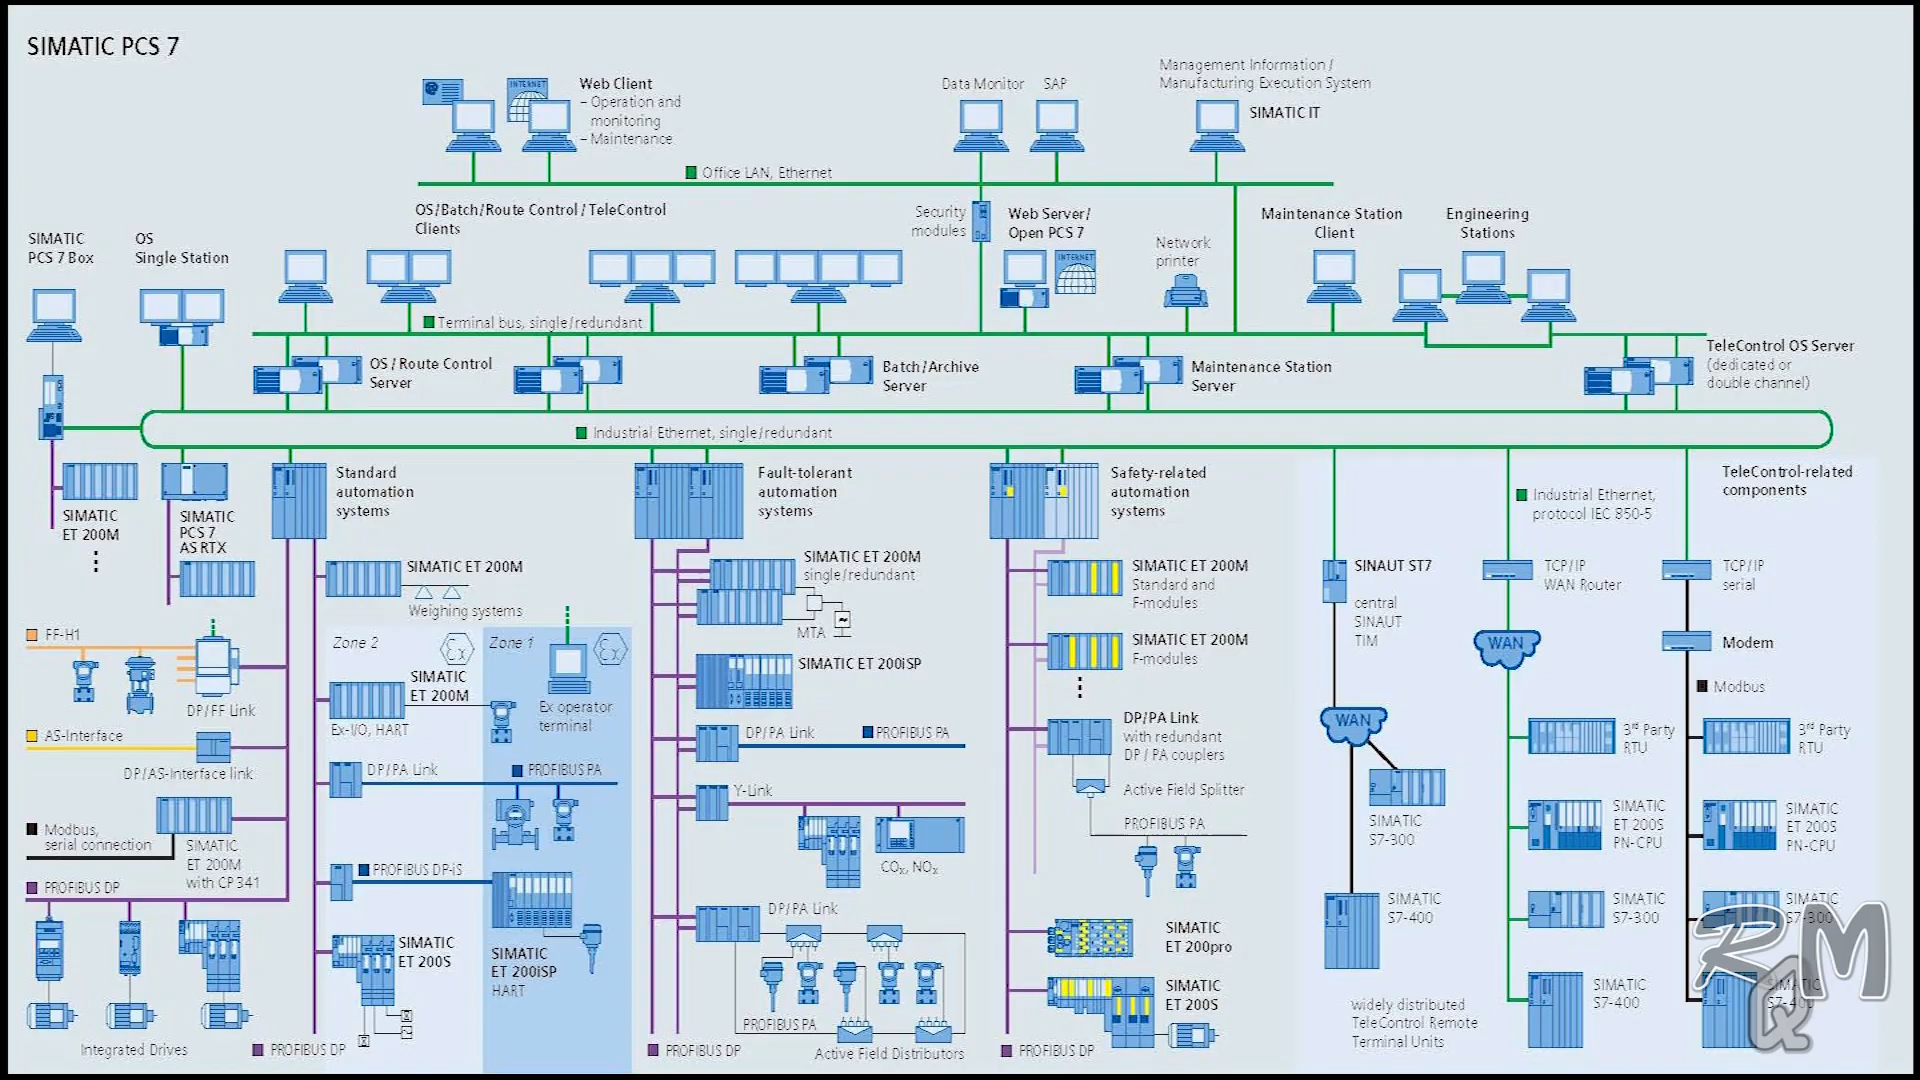 SIMATIC PCS 7
Web Client
– Operation and
monitoring
– Maintenance
INTERNET
Data Monitor
SAP
Management Information /
Manufacturing Execution System
SIMATIC IT
Office LAN, Ethernet
OS/Batch/Route Control / TeleControl
Clients
Security
modules
Web Server/
Open PCS 7
INTERNET
Network
printer
Maintenance Station
Client
Engineering
Stations
SIMATIC
PCS 7 Box
OS
Single Station
Terminal bus, single/redundant
OS / Route Control
Server
Batch/Archive
Server
Maintenance Station
Server
TeleControl OS Server
(dedicated or
double channel)
Industrial Ethernet, single/redundant
SIMATIC
ET 200M
SIMATIC
PCS 7
AS RTX
Standard
automation
systems
Fault-tolerant
automation
systems
Safety-related
automation
systems
TeleControl-related
components
Industrial Ethernet,
protocol IEC 850-5
FF-H1
DP/FF Link
AS-Interface
DP/AS-Interface link
Modbus,
serial connection
SIMATIC
ET 200M
with CP 341
PROFIBUS DP
Integrated Drives
SIMATIC ET 200M
Weighing systems
Zone 2
εx
Zone 1
εx
SIMATIC
ET 200M
Ex-I/O, HART
Ex operator
terminal
DP/PA Link
PROFIBUS PA
PROFIBUS DP-iS
SIMATIC
ET 200S
SIMATIC
ET 200iSP
HART
PROFIBUS DP
SIMATIC ET 200M
single/redundant
MTA
SIMATIC ET 200iSP
DP/PA Link
PROFIBUS PA
Y-Link
COx, NOx
DP/PA Link
PROFIBUS PA
Active Field Distributors
PROFIBUS DP
SIMATIC ET 200M
Standard and
F-modules
SIMATIC ET 200M
F-modules
DP/PA Link
with redundant
DP / PA couplers
Active Field Splitter
PROFIBUS PA
SIMATIC
ET 200pro
SIMATIC
ET 200S
PROFIBUS DP
SINAUT ST7
central
SINAUT
TIM
WAN
SIMATIC
S7-300
SIMATIC
S7-400
widely distributed
TeleControl Remote
Terminal Units
TCP/IP
WAN Router
WAN
3rd Party
RTU
SIMATIC
ET 200S
PN-CPU
SIMATIC
S7-300
SIMATIC
S7-400
TCP/IP
serial
Modem
Modbus
3rd Party
RTU
SIMATIC
ET 200S
PN-CPU
SIMATIC
S7-300
SIMATIC
S7-400
RQM